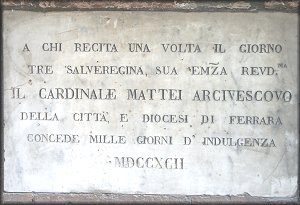 A CHI RECITA UNA VOLTA IL GIORNO
TRE SALVEREGINA, SUA EMZA REVD.MA
IL CARDINALE MATTEI ARCIVESCOVO
DELLA CITTÀ, E DIOCESI DI FERRARA
CONCEDE MILLE GIORNI D'INDULGENZA
MDCCXCII